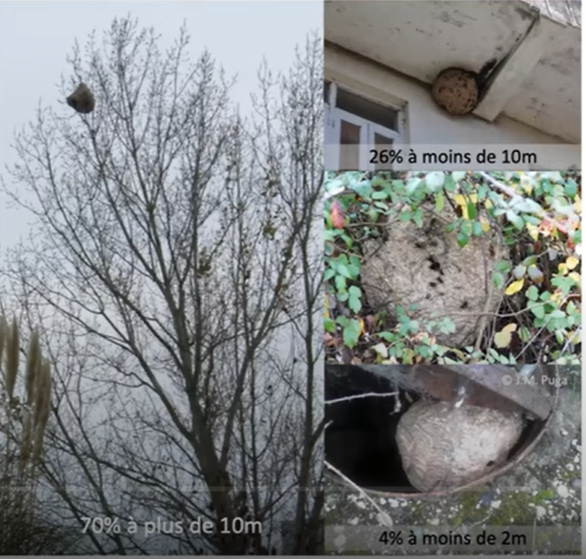 70% à plus de 10m
26% à moins de 10m
© J.M. Puga
4% à moins de 2m